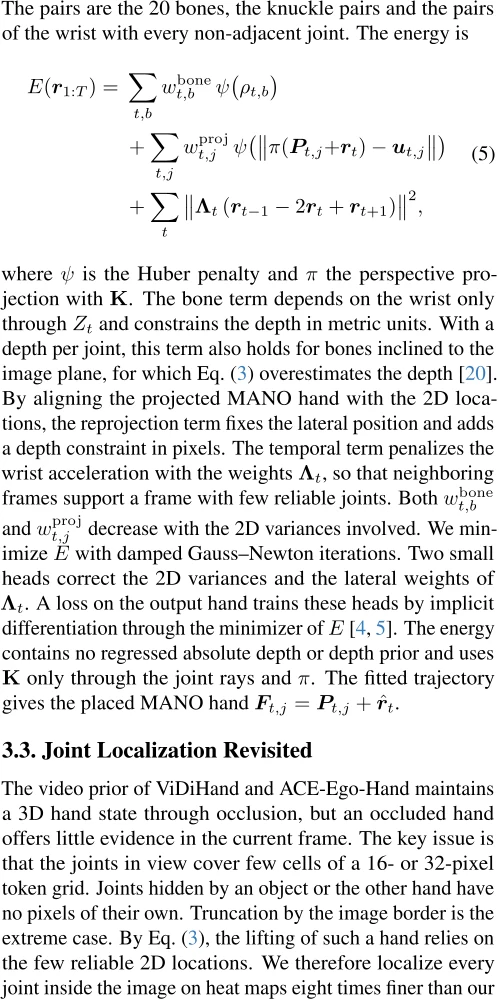 The pairs are the 20 bones, the knuckle pairs and the pairs
of the wrist with every non-adjacent joint. The energy is
E(r_{1:T}) = ∑_{t,b} w^{bone}_{t,b} ψ(ρ_{t,b})
+ ∑_{t,j} w^{proj}_{t,j} ψ(‖π(P_{t,j}+r_t) − u_{t,j}‖) (5)
+ ∑_t ‖Λ_t (r_{t−1} − 2r_t + r_{t+1})‖²,
where ψ is the Huber penalty and π the perspective pro-
jection with K. The bone term depends on the wrist only
through Z_t and constrains the depth in metric units. With a
depth per joint, this term also holds for bones inclined to the
image plane, for which Eq. (3) overestimates the depth [20].
By aligning the projected MANO hand with the 2D loca-
tions, the reprojection term fixes the lateral position and adds
a depth constraint in pixels. The temporal term penalizes the
wrist acceleration with the weights Λ_t, so that neighboring
frames support a frame with few reliable joints. Both w^{bone}_{t,b}
and w^{proj}_{t,j} decrease with the 2D variances involved. We min-
imize E with damped Gauss–Newton iterations. Two small
heads correct the 2D variances and the lateral weights of
Λ_t. A loss on the output hand trains these heads by implicit
differentiation through the minimizer of E [4, 5]. The energy
contains no regressed absolute depth or depth prior and uses
K only through the joint rays and π. The fitted trajectory
gives the placed MANO hand F_{t,j} = P_{t,j} + r̂_t.
3.3. Joint Localization Revisited
The video prior of ViDiHand and ACE-Ego-Hand maintains
a 3D hand state through occlusion, but an occluded hand
offers little evidence in the current frame. The key issue is
that the joints in view cover few cells of a 16- or 32-pixel
token grid. Joints hidden by an object or the other hand have
no pixels of their own. Truncation by the image border is the
extreme case. By Eq. (3), the lifting of such a hand relies on
the few reliable 2D locations. We therefore localize every
joint inside the image on heat maps eight times finer than our